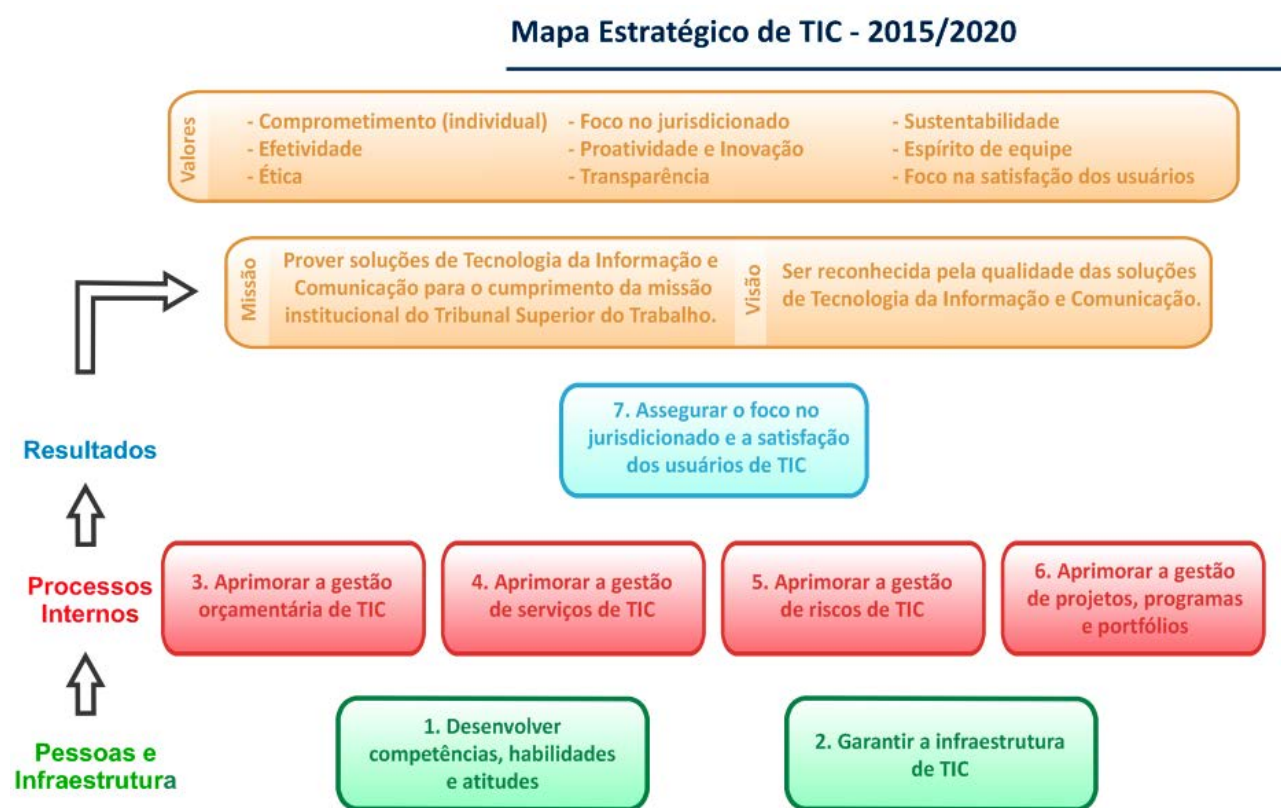 Mapa Estratégico de TIC - 2015/2020
Valores
- Comprometimento (individual)
- Efetividade
- Ética
- Foco no jurisdicionado
- Proatividade e Inovação
- Transparência
- Sustentabilidade
- Espírito de equipe
- Foco na satisfação dos usuários
Missão
Prover soluções de Tecnologia da Informação e
Comunicação para o cumprimento da missão
institucional do Tribunal Superior do Trabalho.
Visão
Ser reconhecida pela qualidade das soluções
de Tecnologia da Informação e Comunicação.
Resultados
7. Assegurar o foco no
jurisdicionado e a satisfação
dos usuários de TIC
Processos
Internos
3. Aprimorar a gestão
orçamentária de TIC
4. Aprimorar a gestão
de serviços de TIC
5. Aprimorar a gestão
de riscos de TIC
6. Aprimorar a gestão
de projetos, programas
e portfólios
Pessoas e
Infraestrutura
1. Desenvolver
competências, habilidades
e atitudes
2. Garantir a infraestrutura
de TIC